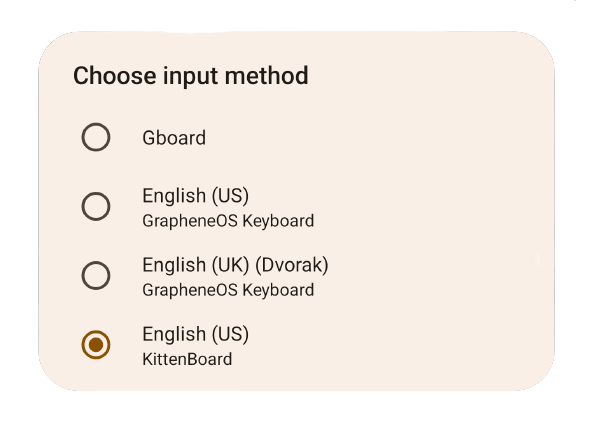 Choose input method
Gboard
English (US)
GrapheneOS Keyboard
English (UK) (Dvorak)
GrapheneOS Keyboard
English (US)
KittenBoard